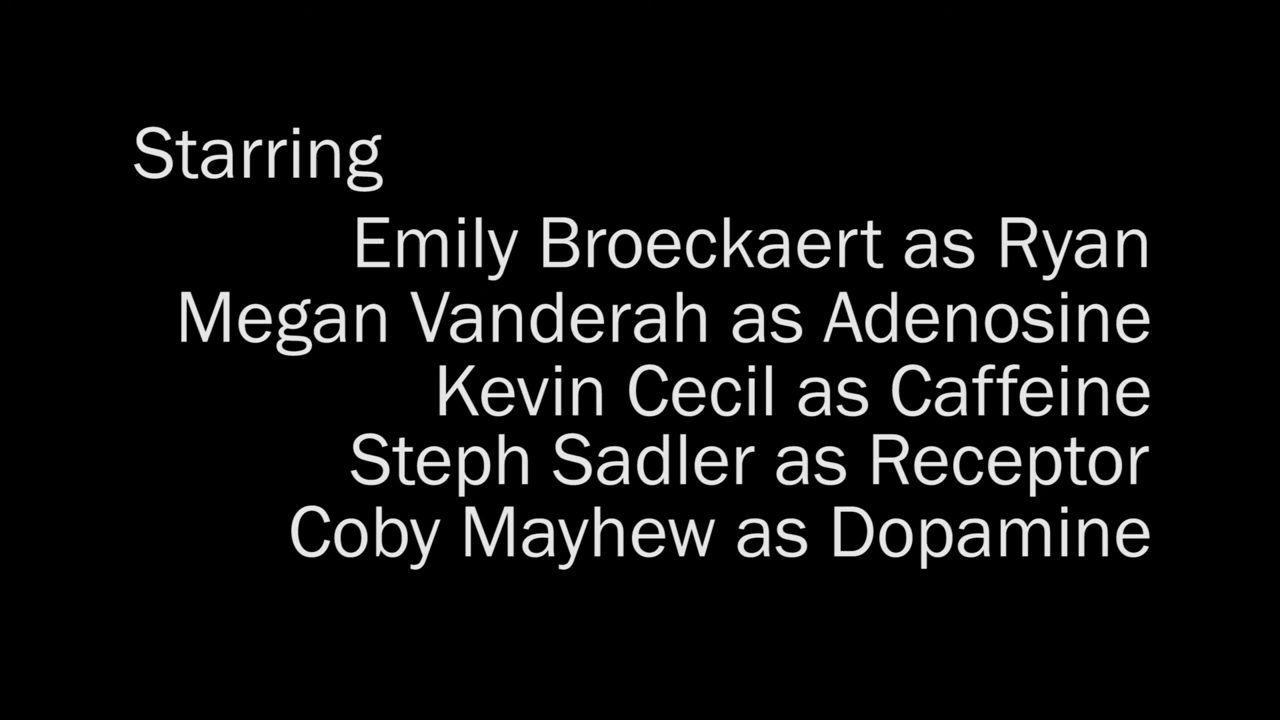 Starring
Emily Broeckaert as Ryan
Megan Vanderah as Adenosine
Kevin Cecil as Caffeine
Steph Sadler as Receptor
Coby Mayhew as Dopamine